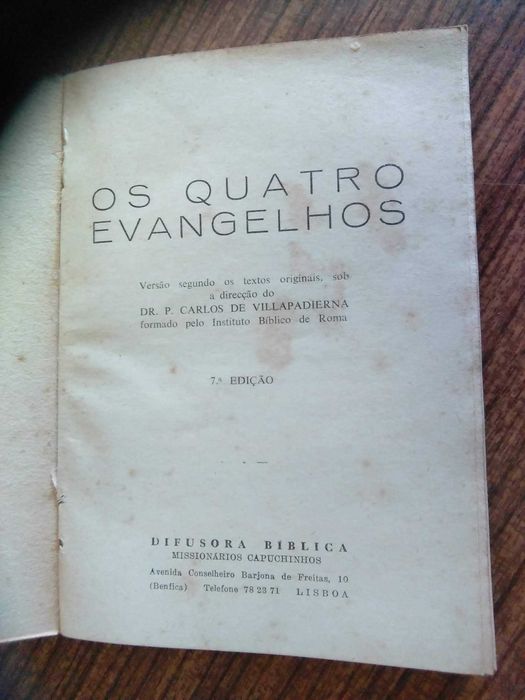 OS QUATRO
EVANGELHOS
Versão segundo os textos originais, sob
a direcção do
DR. P. CARLOS DE VILLAPADIERNA
formado pelo Instituto Bíblico de Roma
7.ª EDIÇÃO
DIFUSORA BÍBLICA
MISSIONÁRIOS CAPUCHINHOS
Avenida Conselheiro Barjona de Freitas, 10
(Benfica) Telefone 78 23 71 LISBOA